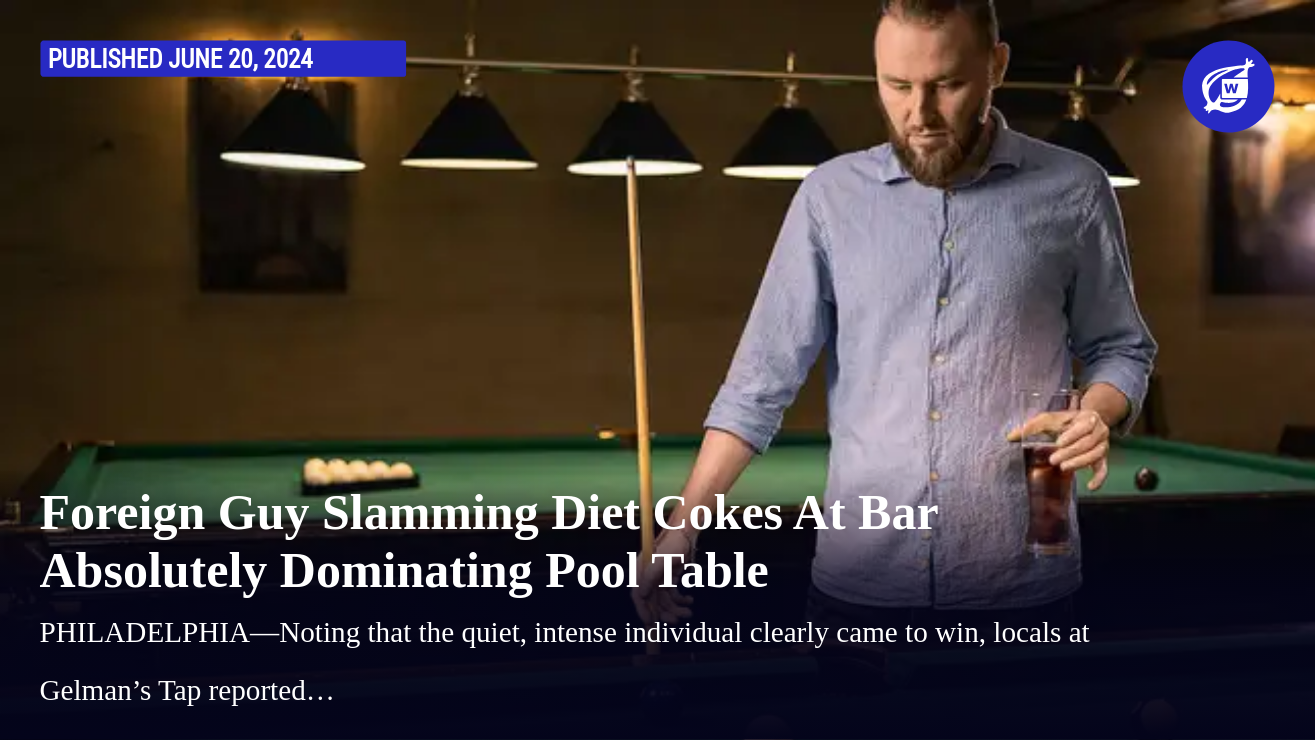 PUBLISHED JUNE 20, 2024
W
Foreign Guy Slamming Diet Cokes At Bar
Absolutely Dominating Pool Table
PHILADELPHIA—Noting that the quiet, intense individual clearly came to win, locals at
Gelman’s Tap reported…